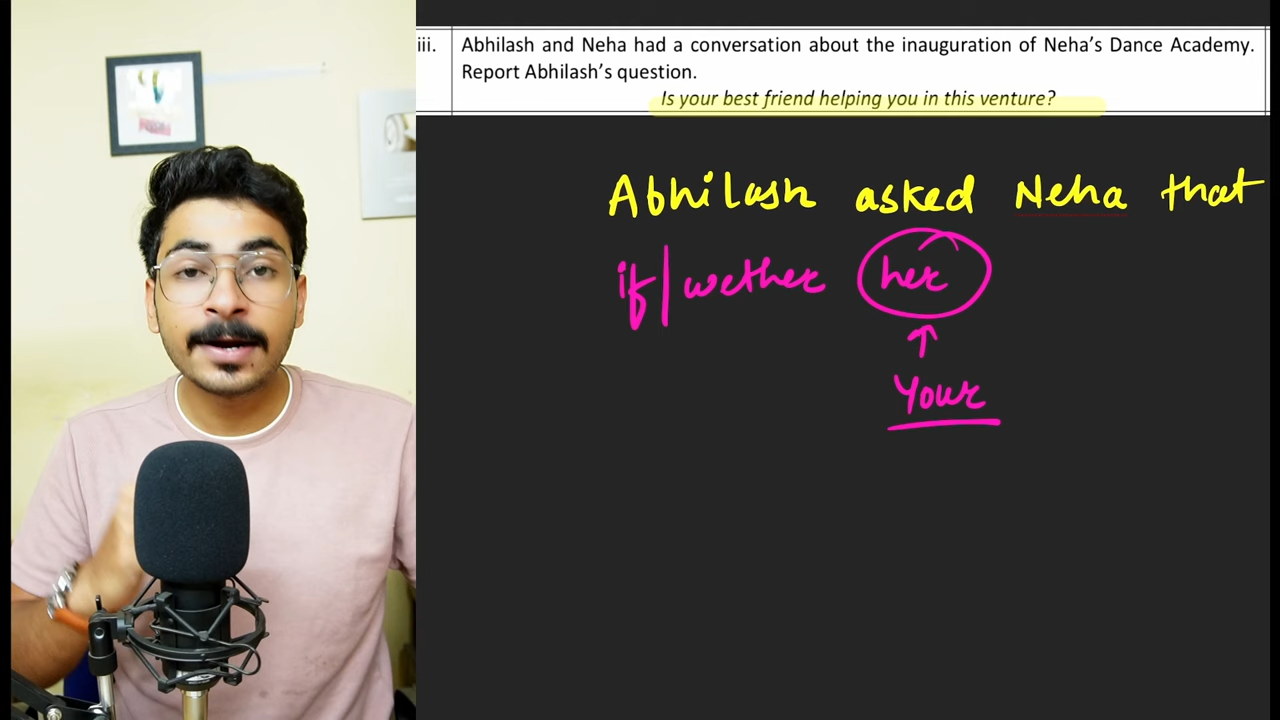 iii. Abhilash and Neha had a conversation about the inauguration of Neha's Dance Academy.
Report Abhilash's question.
Is your best friend helping you in this venture?
Abhilash asked Neha that
if/wether her
Your